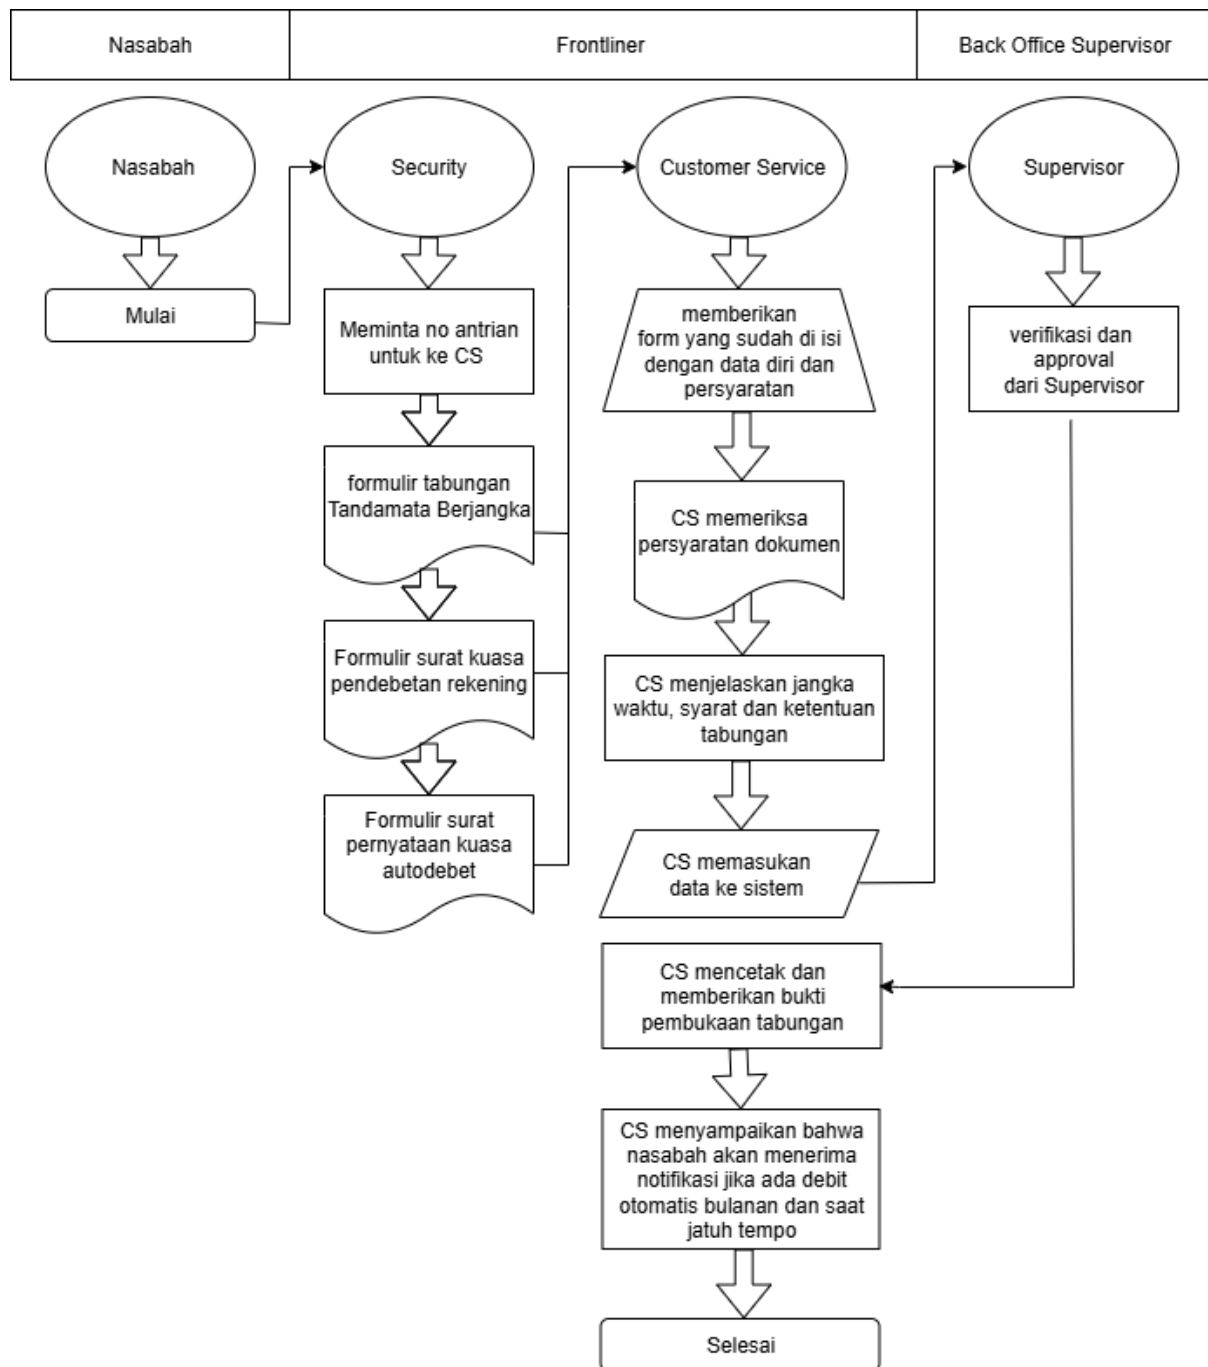 Nasabah
Frontliner
Back Office Supervisor
Nasabah
Mulai
Security
Meminta no antrian
untuk ke CS
formulir tabungan
Tandamata Berjangka
Formulir surat kuasa
pendebetan rekening
Formulir surat
pernyataan kuasa
autodebet
Customer Service
memberikan
form yang sudah di isi
dengan data diri dan
persyaratan
CS memeriksa
persyaratan dokumen
CS menjelaskan jangka
waktu, syarat dan ketentuan
tabungan
CS memasukan
data ke sistem
Supervisor
verifikasi dan
approval
dari Supervisor
CS mencetak dan
memberikan bukti
pembukaan tabungan
CS menyampaikan bahwa
nasabah akan menerima
notifikasi jika ada debit
otomatis bulanan dan saat
jatuh tempo
Selesai